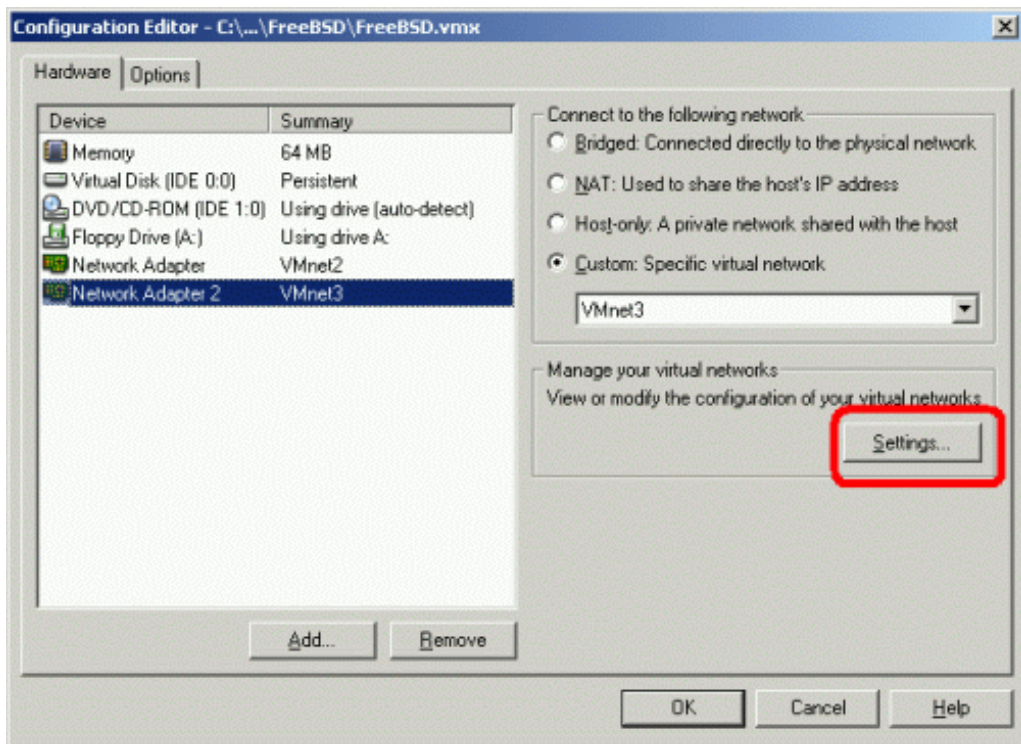 Configuration Editor - C:\...\FreeBSD\FreeBSD.vmx
Hardware Options
Device Summary
Memory 64 MB
Virtual Disk (IDE 0:0) Persistent
DVD/CD-ROM (IDE 1:0) Using drive (auto-detect)
Floppy Drive (A:) Using drive A:
Network Adapter VMnet2
Network Adapter 2 VMnet3
Add... Remove
Connect to the following network
Bridged: Connected directly to the physical network
NAT: Used to share the host's IP address
Host-only: A private network shared with the host
Custom: Specific virtual network
VMnet3
Manage your virtual networks
View or modify the configuration of your virtual networks
Settings...
OK Cancel Help